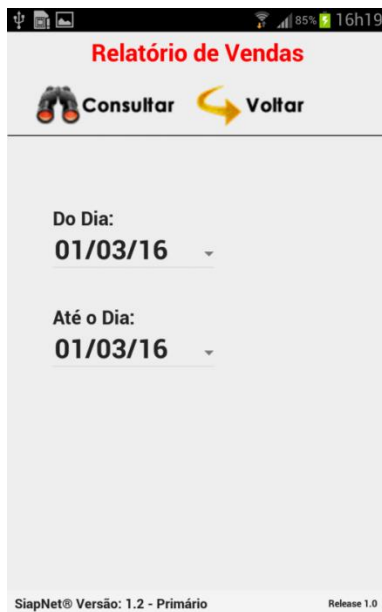 85% 16h19
Relatório de Vendas
Consultar Voltar
Do Dia:
01/03/16
Até o Dia:
01/03/16
SiapNet® Versão: 1.2 - Primário Release 1.0